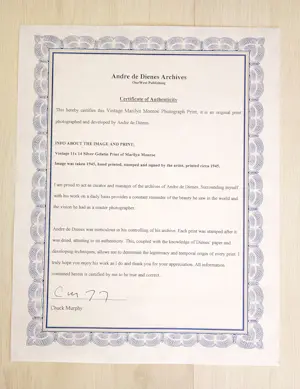 Andre de Dienes Archives
OneWest Publishing
Certificate of Authenticity
This hereby certifies this Vintage Marilyn Monroe Photograph Print, it is an original print
photographed and developed by Andre de Dienes.
INFO ABOUT THE IMAGE AND PRINT,
Vintage 11x 14 Silver Gelatin Print of Marilyn Monroe
Image was taken 1945, hand printed, stamped and signed by the artist, printed circa 1945.
I am proud to act as curator and manager of the archives of Andre de Dienes. Surrounding myself
with his work on a daily basis provides a constant reminder of the beauty he saw in the world and
the vision he had as a master photographer.
Andre de Dienes was meticulous in his controlling of his archive. Each print was stamped after it
was dried, attesting to its authenticity. This, coupled with the knowledge of Dienes' paper and
developing techniques, allows me to determine the legitimacy and temporal origin of every print. I
truly hope you enjoy his work as I do and thank you for your appreciation. All information
contained herein is certified by me to be true and correct.
Chuck Murphy